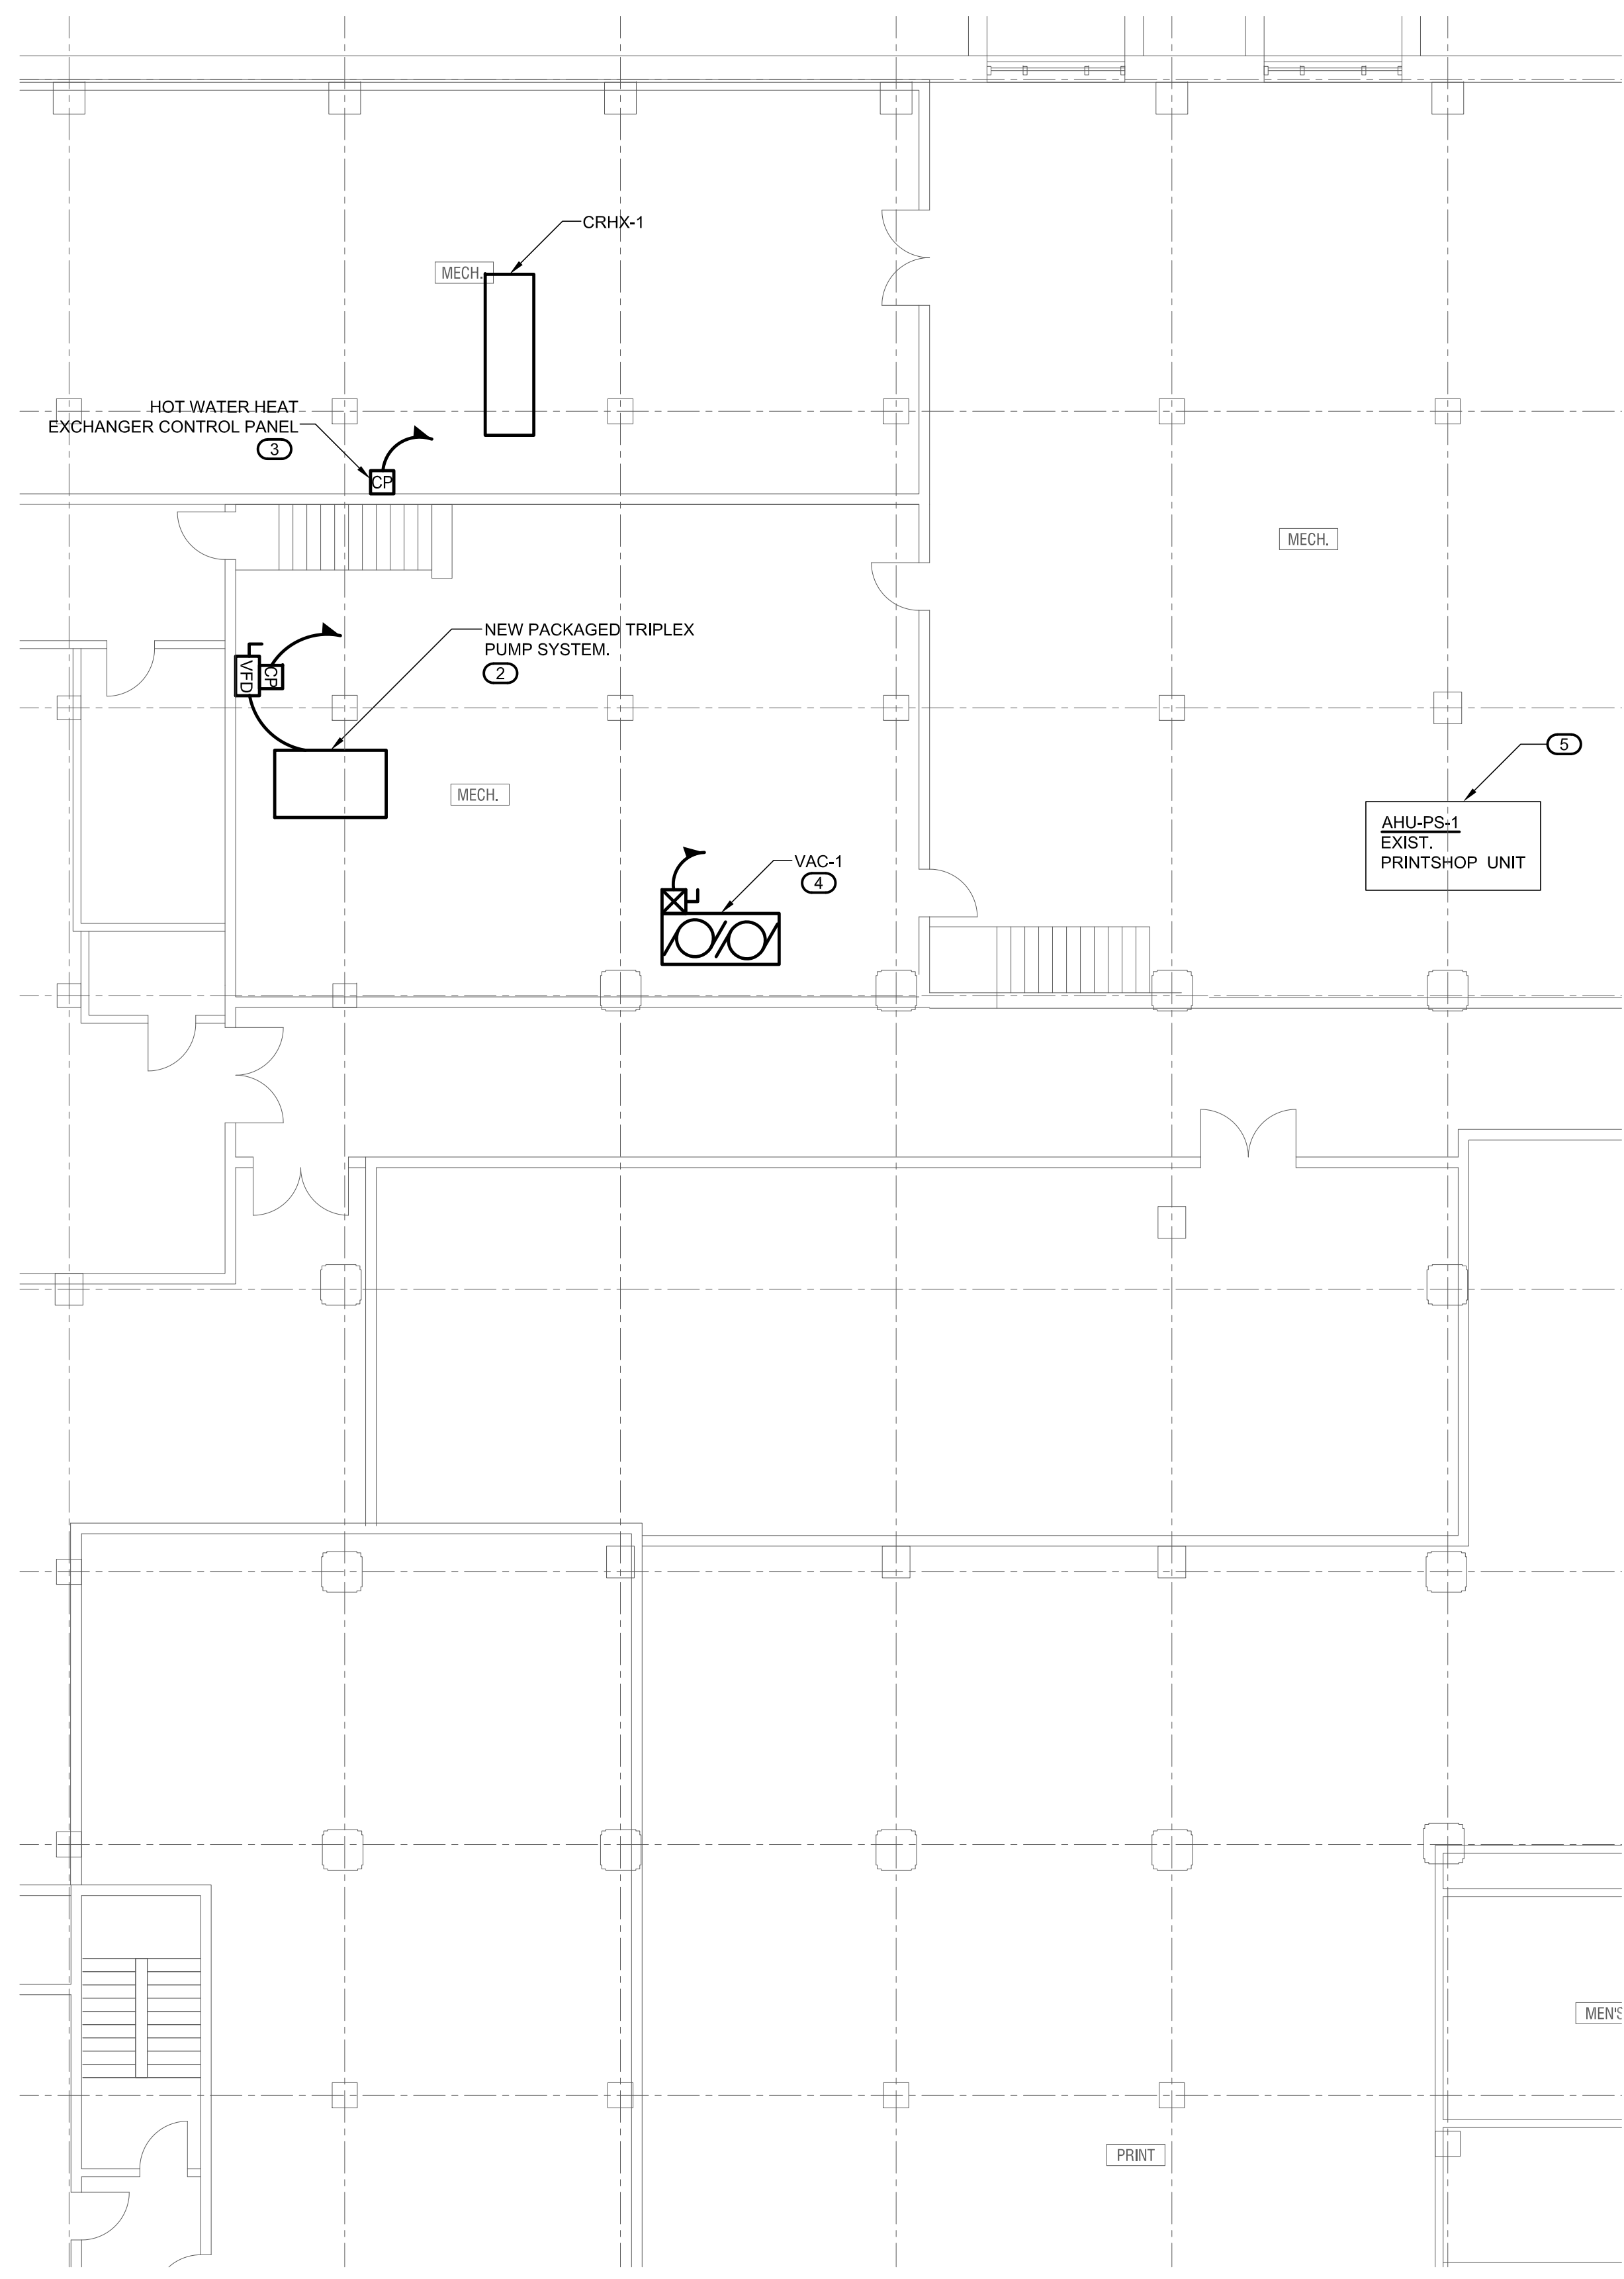 CRHX-1
MECH.
HOT WATER HEAT
EXCHANGER CONTROL PANEL
3
CP
MECH.
NEW PACKAGED TRIPLEX
PUMP SYSTEM.
2
VFD
CP
5
MECH.
AHU-PS-1
EXIST.
PRINTSHOP UNIT
VAC-1
4
MEN'S
PRINT